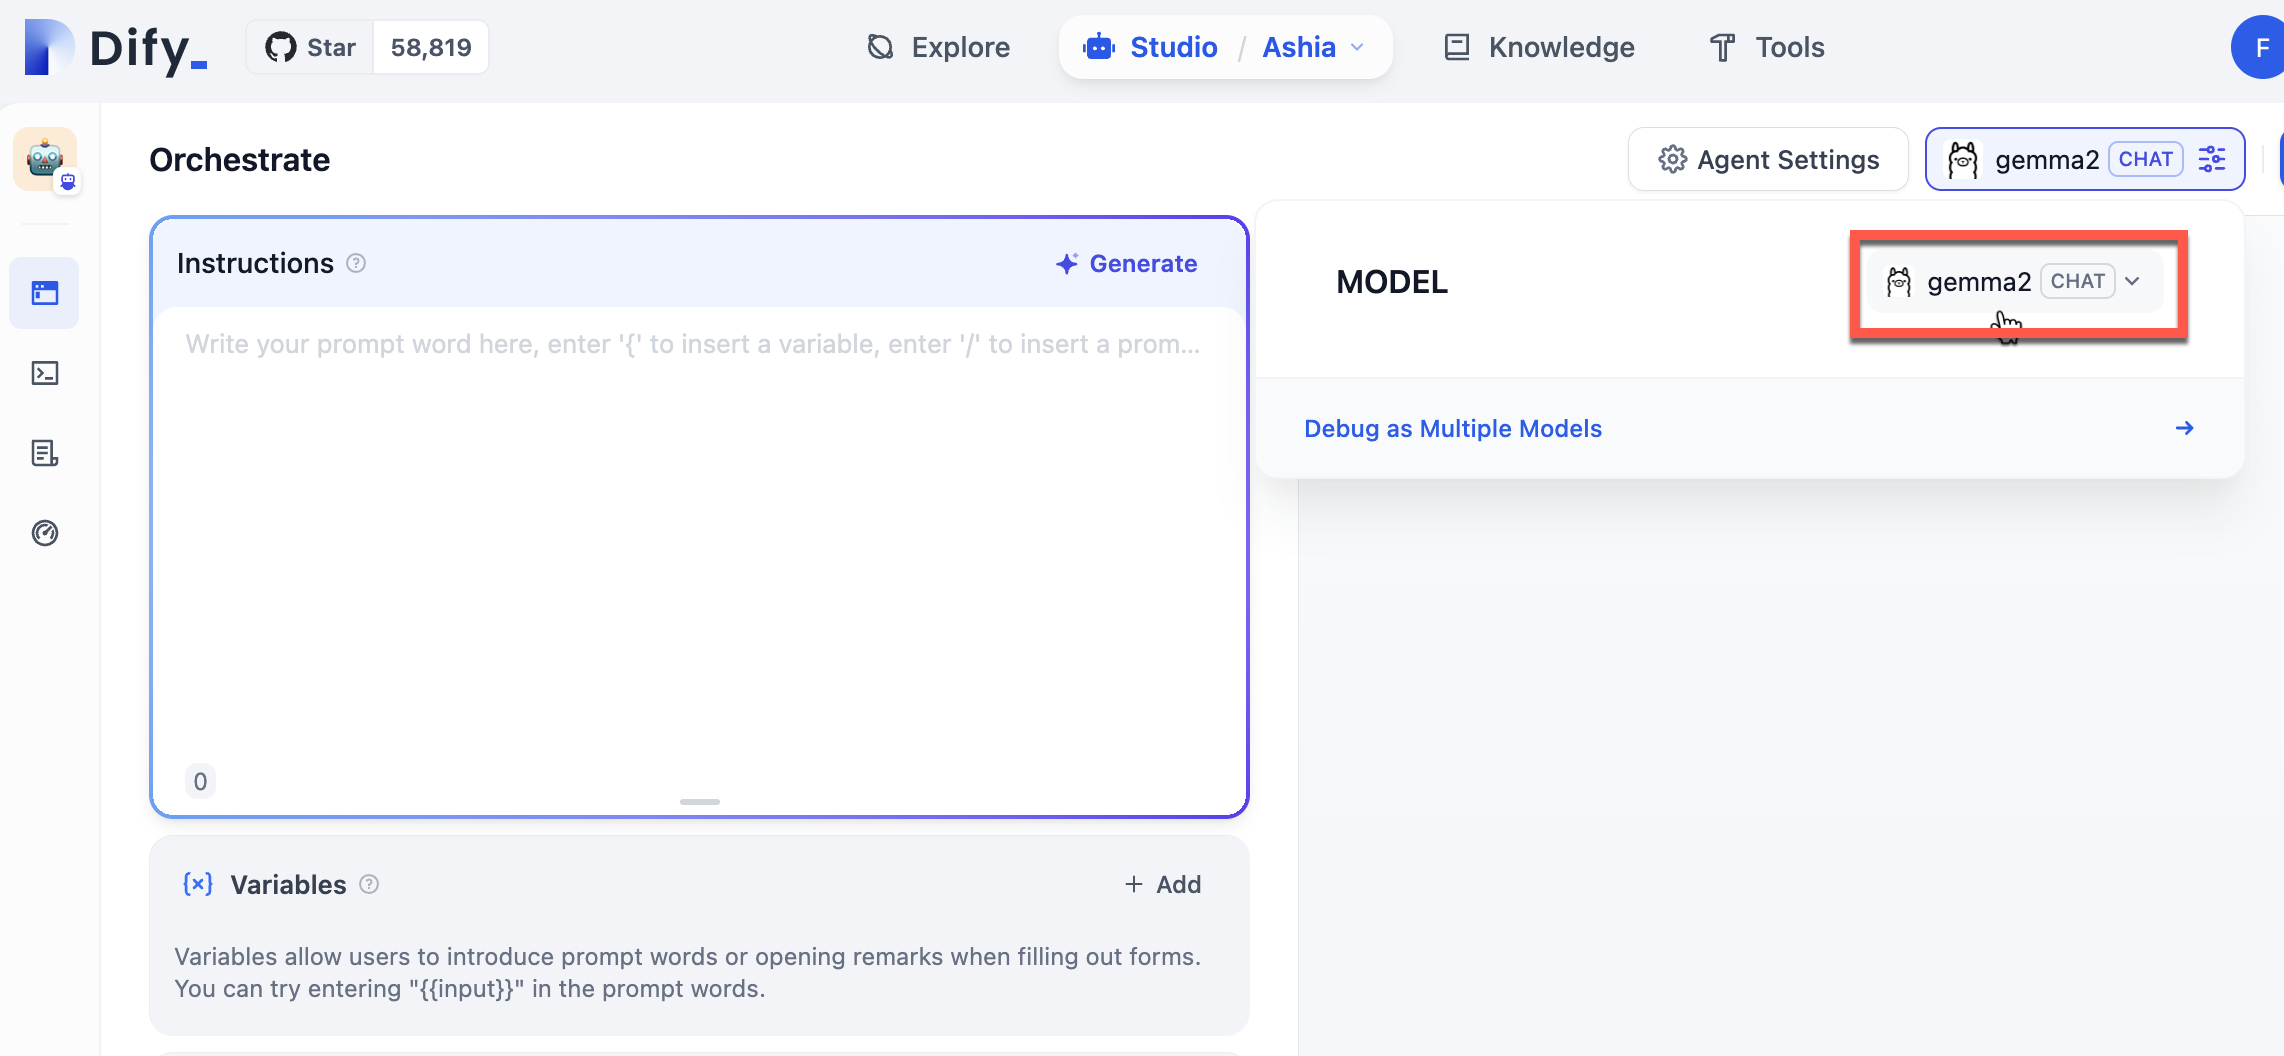 Dify_
Star 58,819
Explore
Studio / Ashia
Knowledge
Tools
F
Orchestrate
Agent Settings
gemma2 CHAT
Instructions
Generate
Write your prompt word here, enter '{' to insert a variable, enter '/' to insert a prom...
0
MODEL
gemma2 CHAT
Debug as Multiple Models
Variables
+ Add
Variables allow users to introduce prompt words or opening remarks when filling out forms.
You can try entering "{{input}}" in the prompt words.